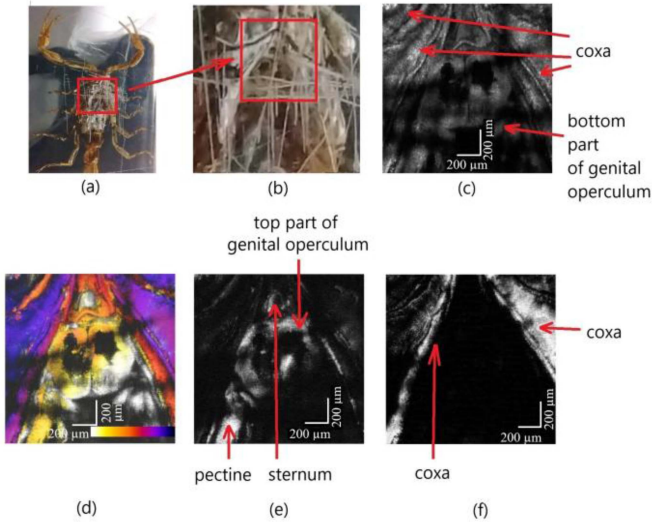 (a)
(b)
coxa
bottom
part
of genital
operculum
200 µm
200 µm
(c)
top part of
genital operculum
200 µm
200
µm
(d)
200 µm
200 µm
pectine
sternum
(e)
coxa
200 µm
200 µm
coxa
(f)